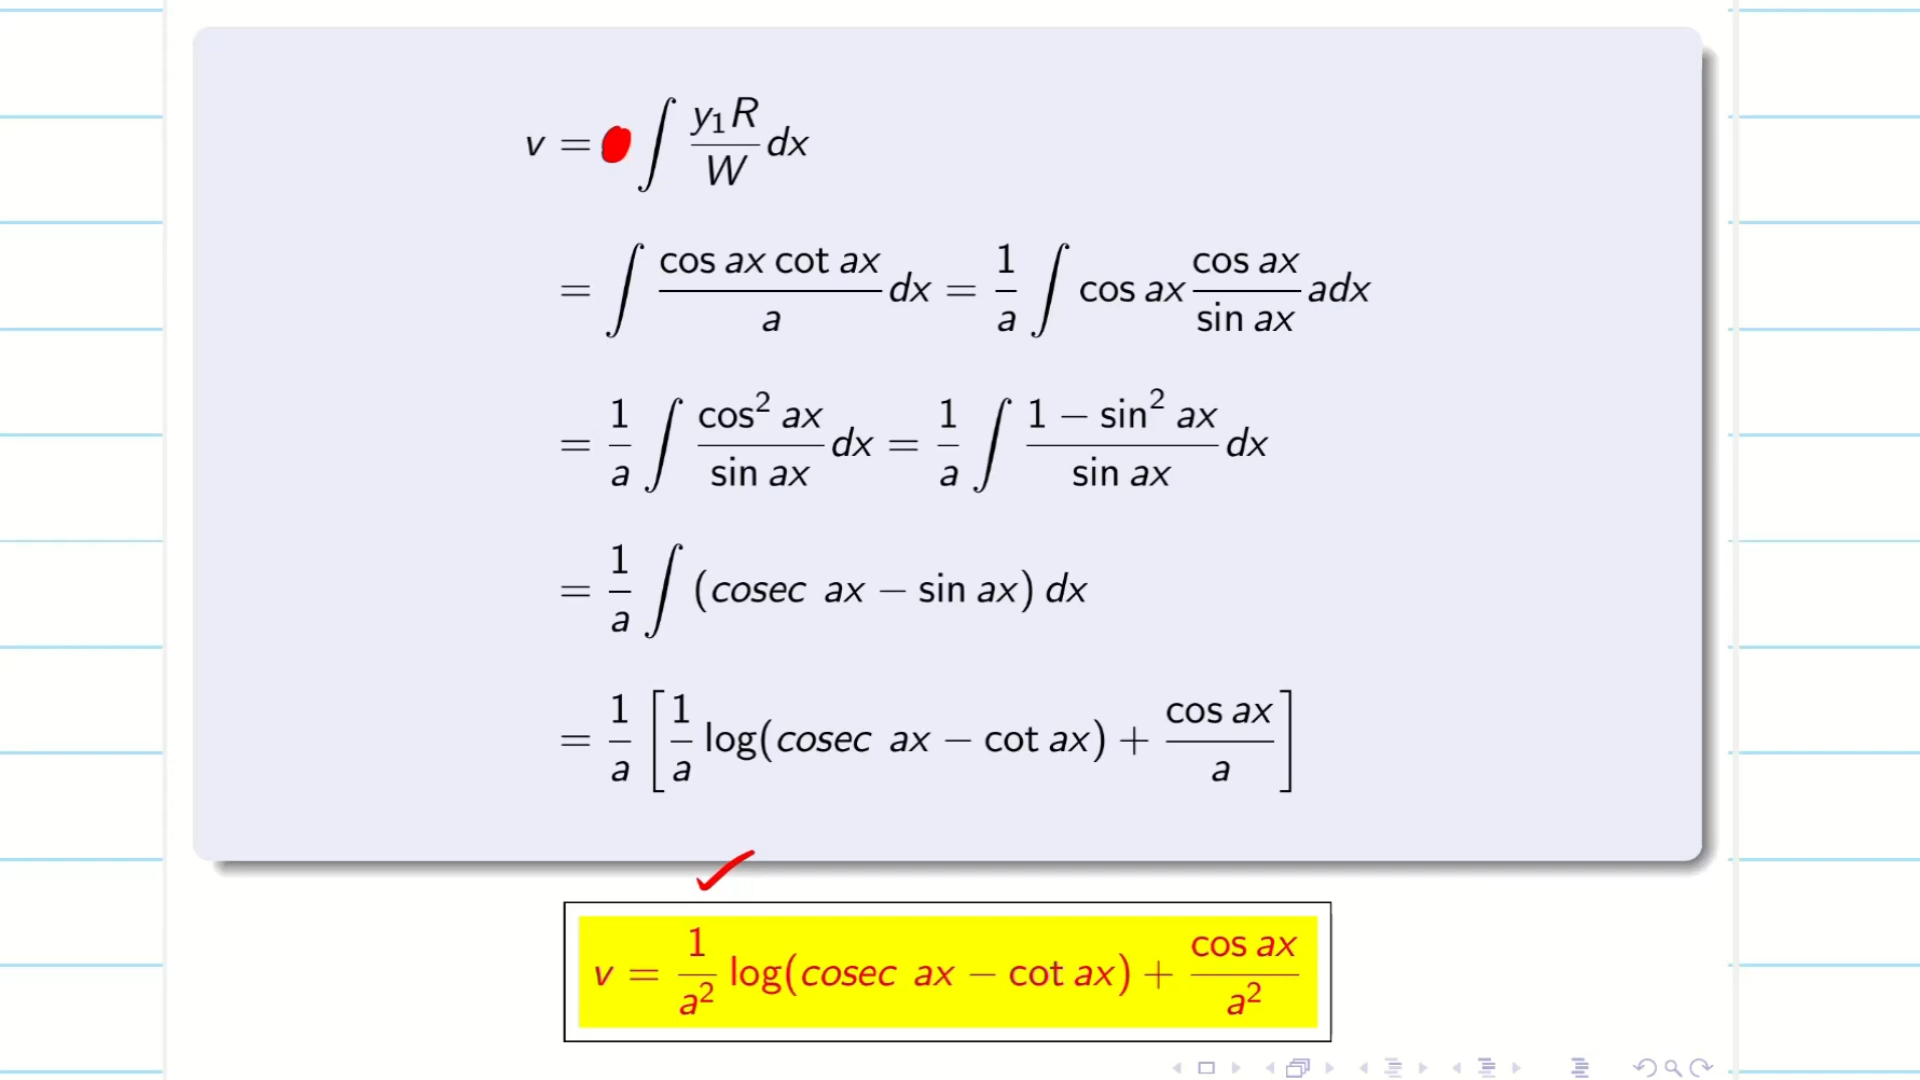 v = ∫ y₁R/W dx
= ∫ cos ax cot ax / a dx = 1/a ∫ cos ax cos ax / sin ax adx
= 1/a ∫ cos² ax / sin ax dx = 1/a ∫ 1 − sin² ax / sin ax dx
= 1/a ∫ (cosec ax − sin ax) dx
= 1/a [1/a log(cosec ax − cot ax) + cos ax / a]
v = 1/a² log(cosec ax − cot ax) + cos ax / a²